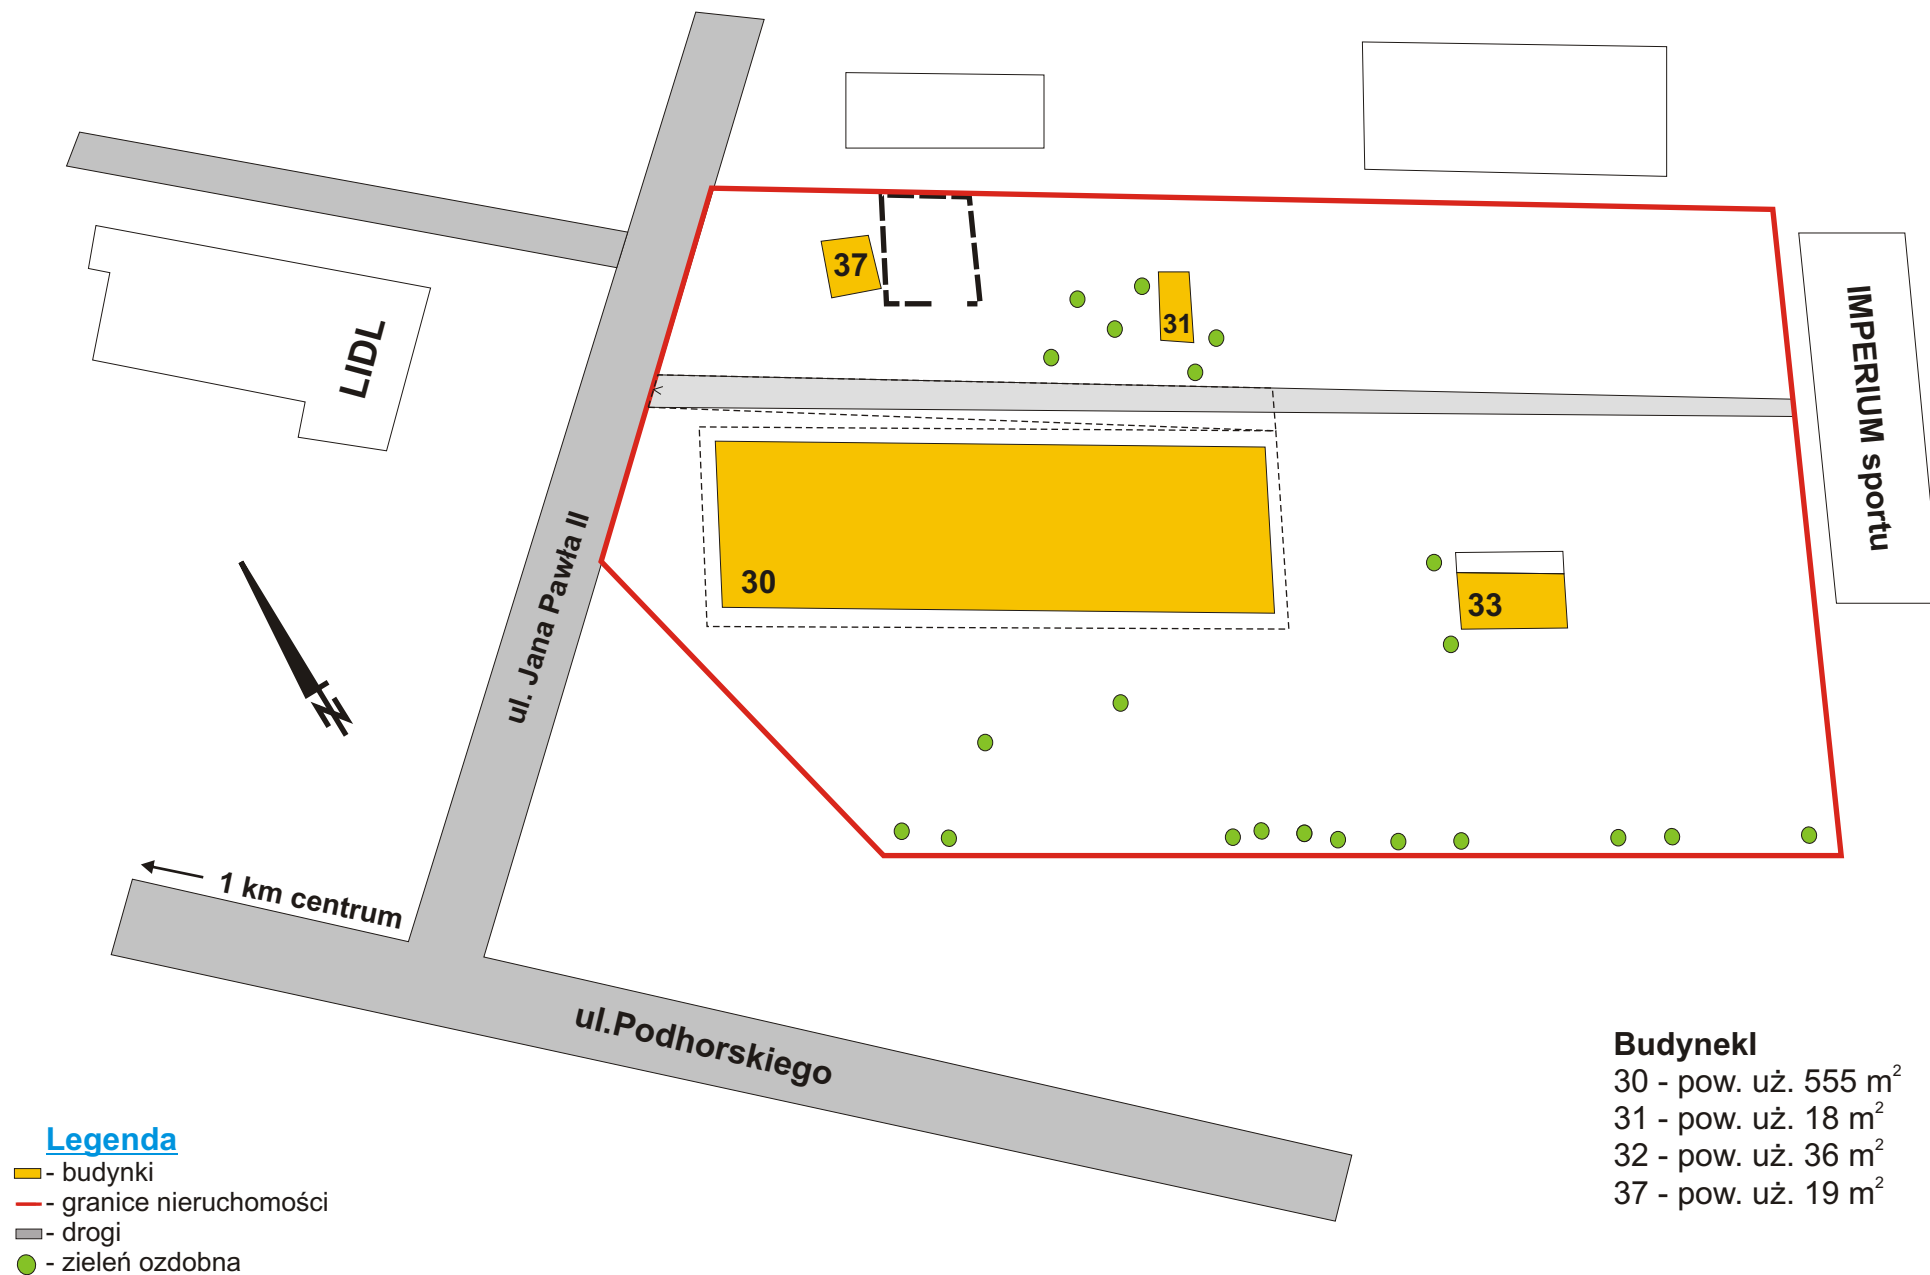 37
31
LIDL
IMPERIUM sportu
30
33
ul. Jana Pawła II
N
1 km centrum
ul.Podhorskiego
Budynekl
30 - pow. uż. 555 m²
31 - pow. uż. 18 m²
32 - pow. uż. 36 m²
37 - pow. uż. 19 m²
Legenda
- budynki
- granice nieruchomości
- drogi
- zieleń ozdobna